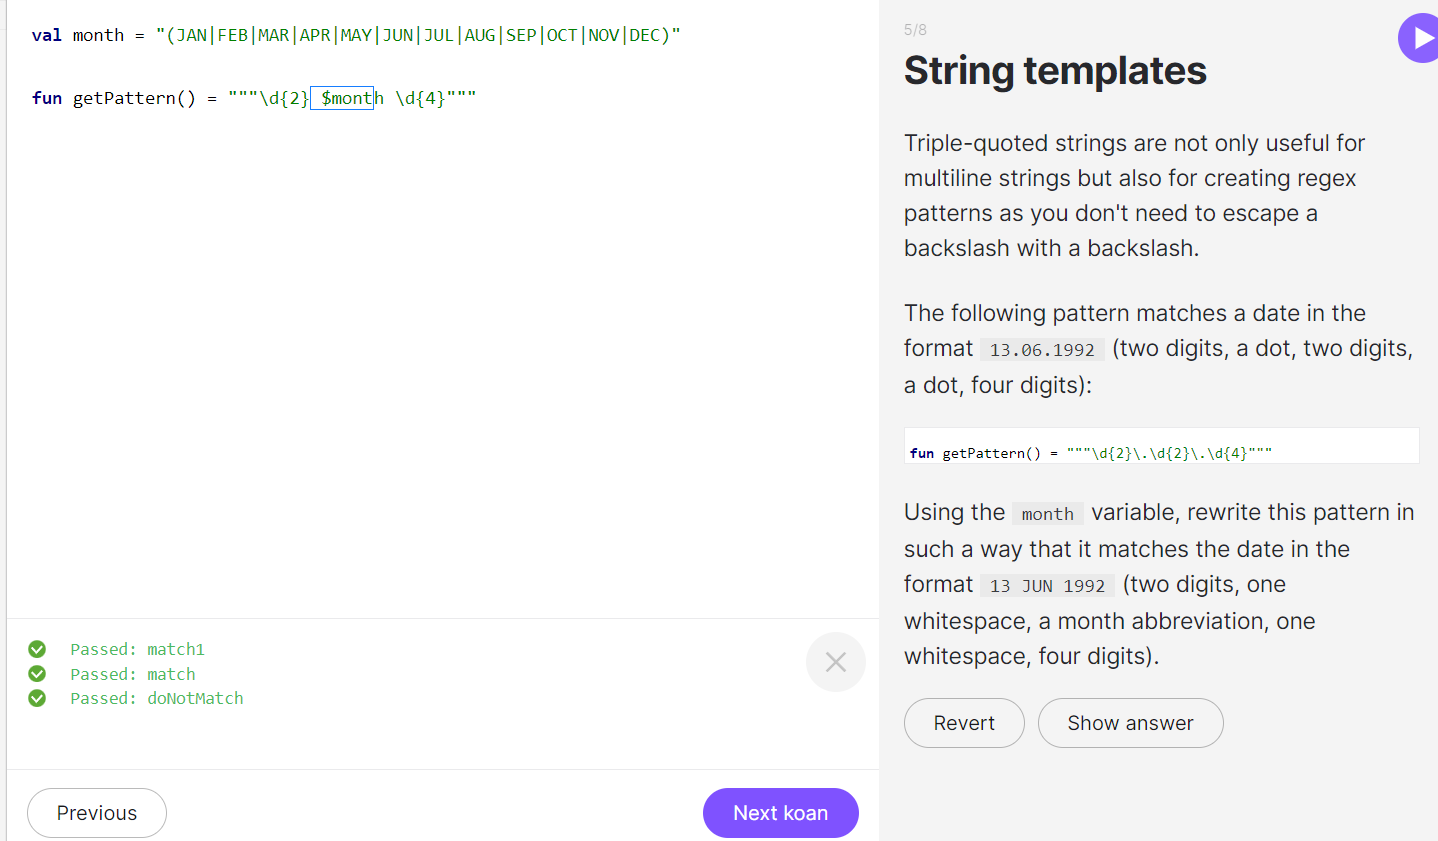 val month = "(JAN|FEB|MAR|APR|MAY|JUN|JUL|AUG|SEP|OCT|NOV|DEC)"
fun getPattern() = """\d{2} $month \d{4}"""
Passed: match1
Passed: match
Passed: doNotMatch
Previous
Next koan
5/8
String templates
Triple-quoted strings are not only useful for
multiline strings but also for creating regex
patterns as you don't need to escape a
backslash with a backslash.
The following pattern matches a date in the
format 13.06.1992 (two digits, a dot, two digits,
a dot, four digits):
fun getPattern() = """\d{2}\.\d{2}\.\d{4}"""
Using the month variable, rewrite this pattern in
such a way that it matches the date in the
format 13 JUN 1992 (two digits, one
whitespace, a month abbreviation, one
whitespace, four digits).
Revert
Show answer